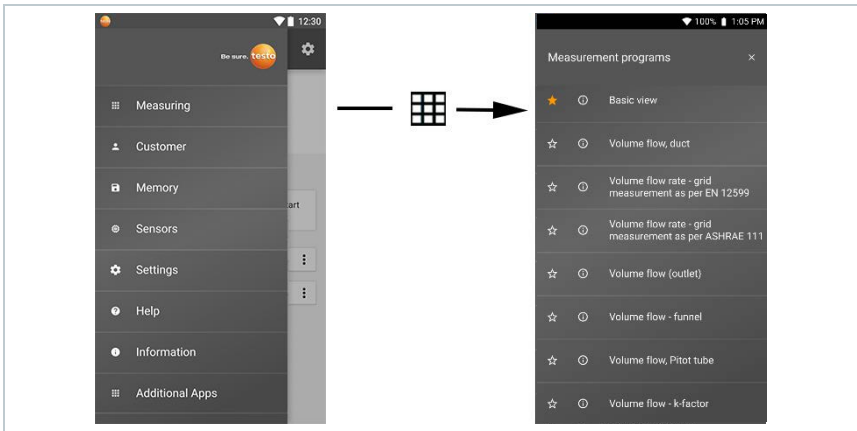 12:30
Be sure. testo
Measuring
Customer
Memory
Sensors
Settings
Help
Information
Additional Apps
art
100% 1:05 PM
Measurement programs ×
Basic view
Volume flow, duct
Volume flow rate - grid
measurement as per EN 12599
Volume flow rate - grid
measurement as per ASHRAE 111
Volume flow (outlet)
Volume flow - funnel
Volume flow, Pitot tube
Volume flow - k-factor